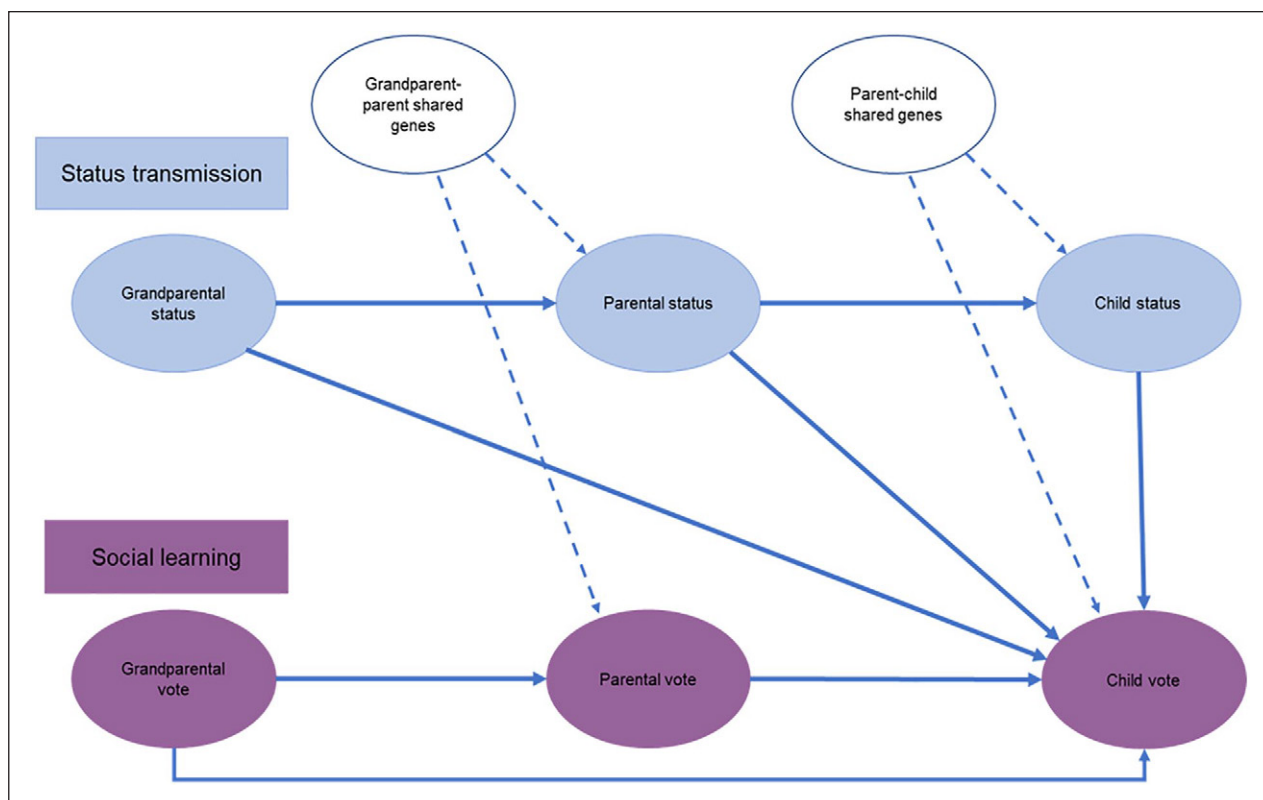 Grandparent-
parent shared
genes
Parent-child
shared genes
Status transmission
Grandparental
status
Parental status
Child status
Social learning
Grandparental
vote
Parental vote
Child vote